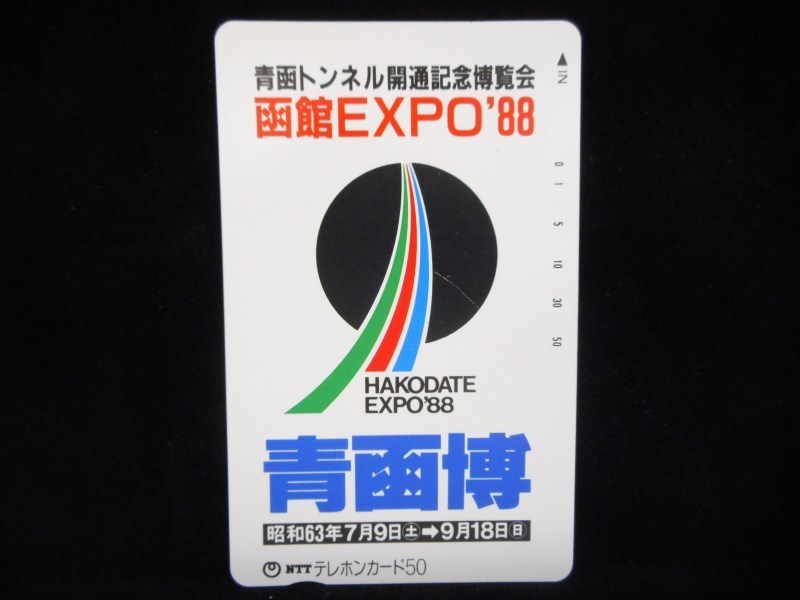 青函トンネル開通記念博覧会
函館EXPO'88
▲IN
0 1 5 10 30 50
HAKODATE
EXPO'88
青函博
昭和63年7月9日㊏➡9月18日㊐
NTT テレホンカード50